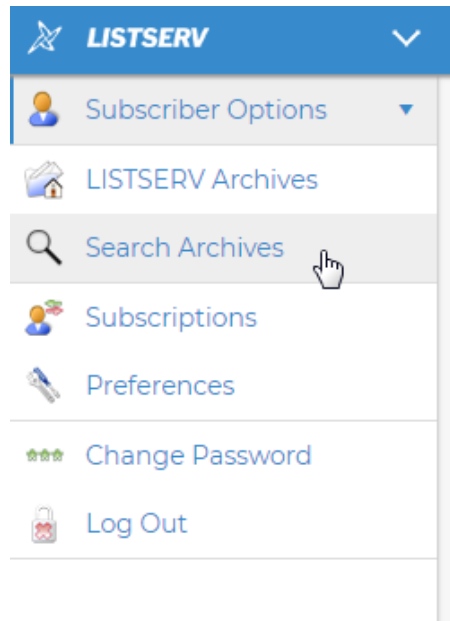 LISTSERV
Subscriber Options
LISTSERV Archives
Search Archives
Subscriptions
Preferences
Change Password
Log Out